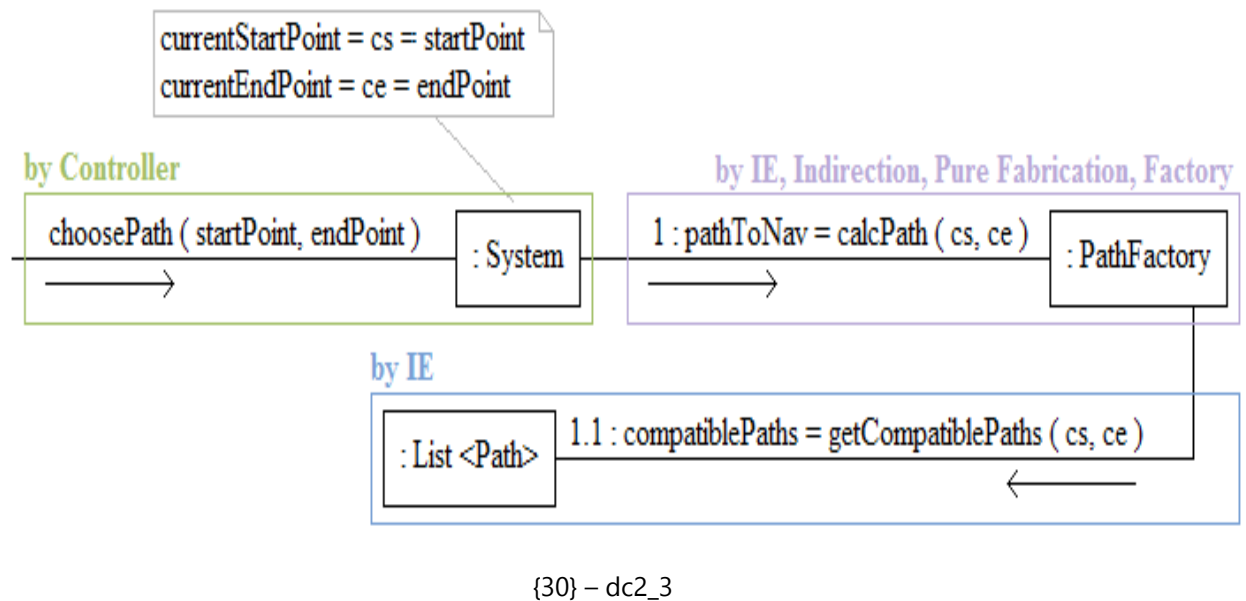 currentStartPoint = cs = startPoint
currentEndPoint = ce = endPoint
by Controller
by IE, Indirection, Pure Fabrication, Factory
choosePath ( startPoint, endPoint )
: System
1 : pathToNav = calcPath ( cs, ce )
: PathFactory
by IE
: List <Path>
1.1 : compatiblePaths = getCompatiblePaths ( cs, ce )
{30} – dc2_3